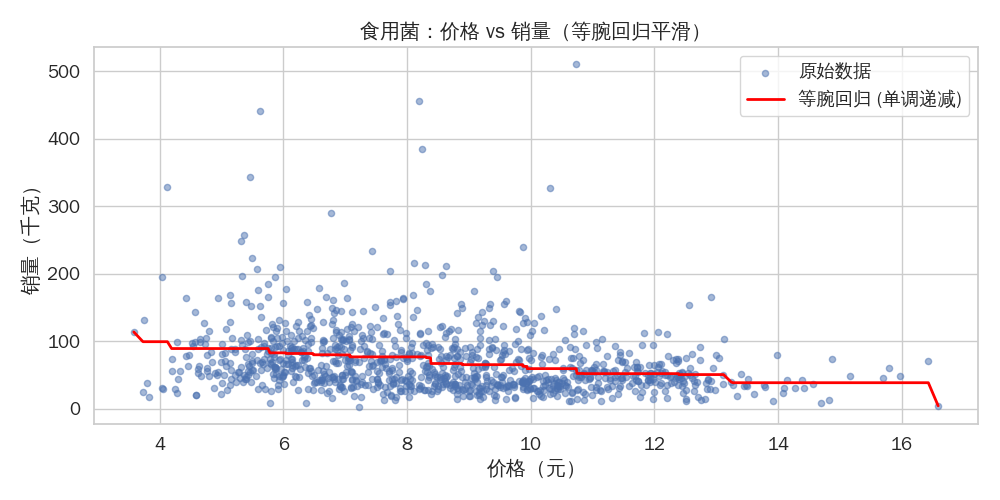 食用菌：价格 vs 销量（等腕回归平滑）
原始数据
等腕回归 (单调递减)
销量（千克）
500
400
300
200
100
0
4 6 8 10 12 14 16
价格（元）